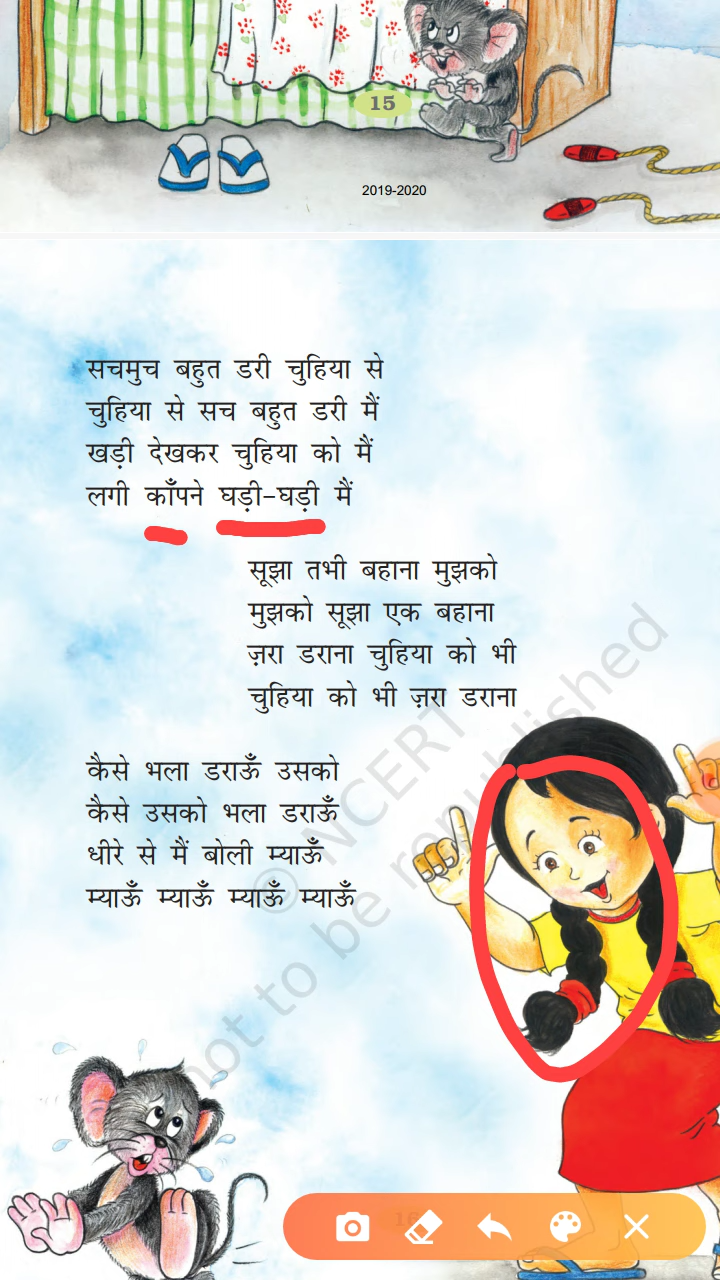 15
2019-2020
सचमुच बहुत डरी चुहिया से
चुहिया से सच बहुत डरी मैं
खड़ी देखकर चुहिया को मैं
लगी काँपने घड़ी-घड़ी मैं
सूझा तभी बहाना मुझको
मुझको सूझा एक बहाना
ज़रा डराना चुहिया को भी
चुहिया को भी ज़रा डराना
कैसे भला डराऊँ उसको
कैसे उसको भला डराऊँ
धीरे से मैं बोली म्याऊँ
म्याऊँ म्याऊँ म्याऊँ म्याऊँ
© NCERT
not to be republished
16